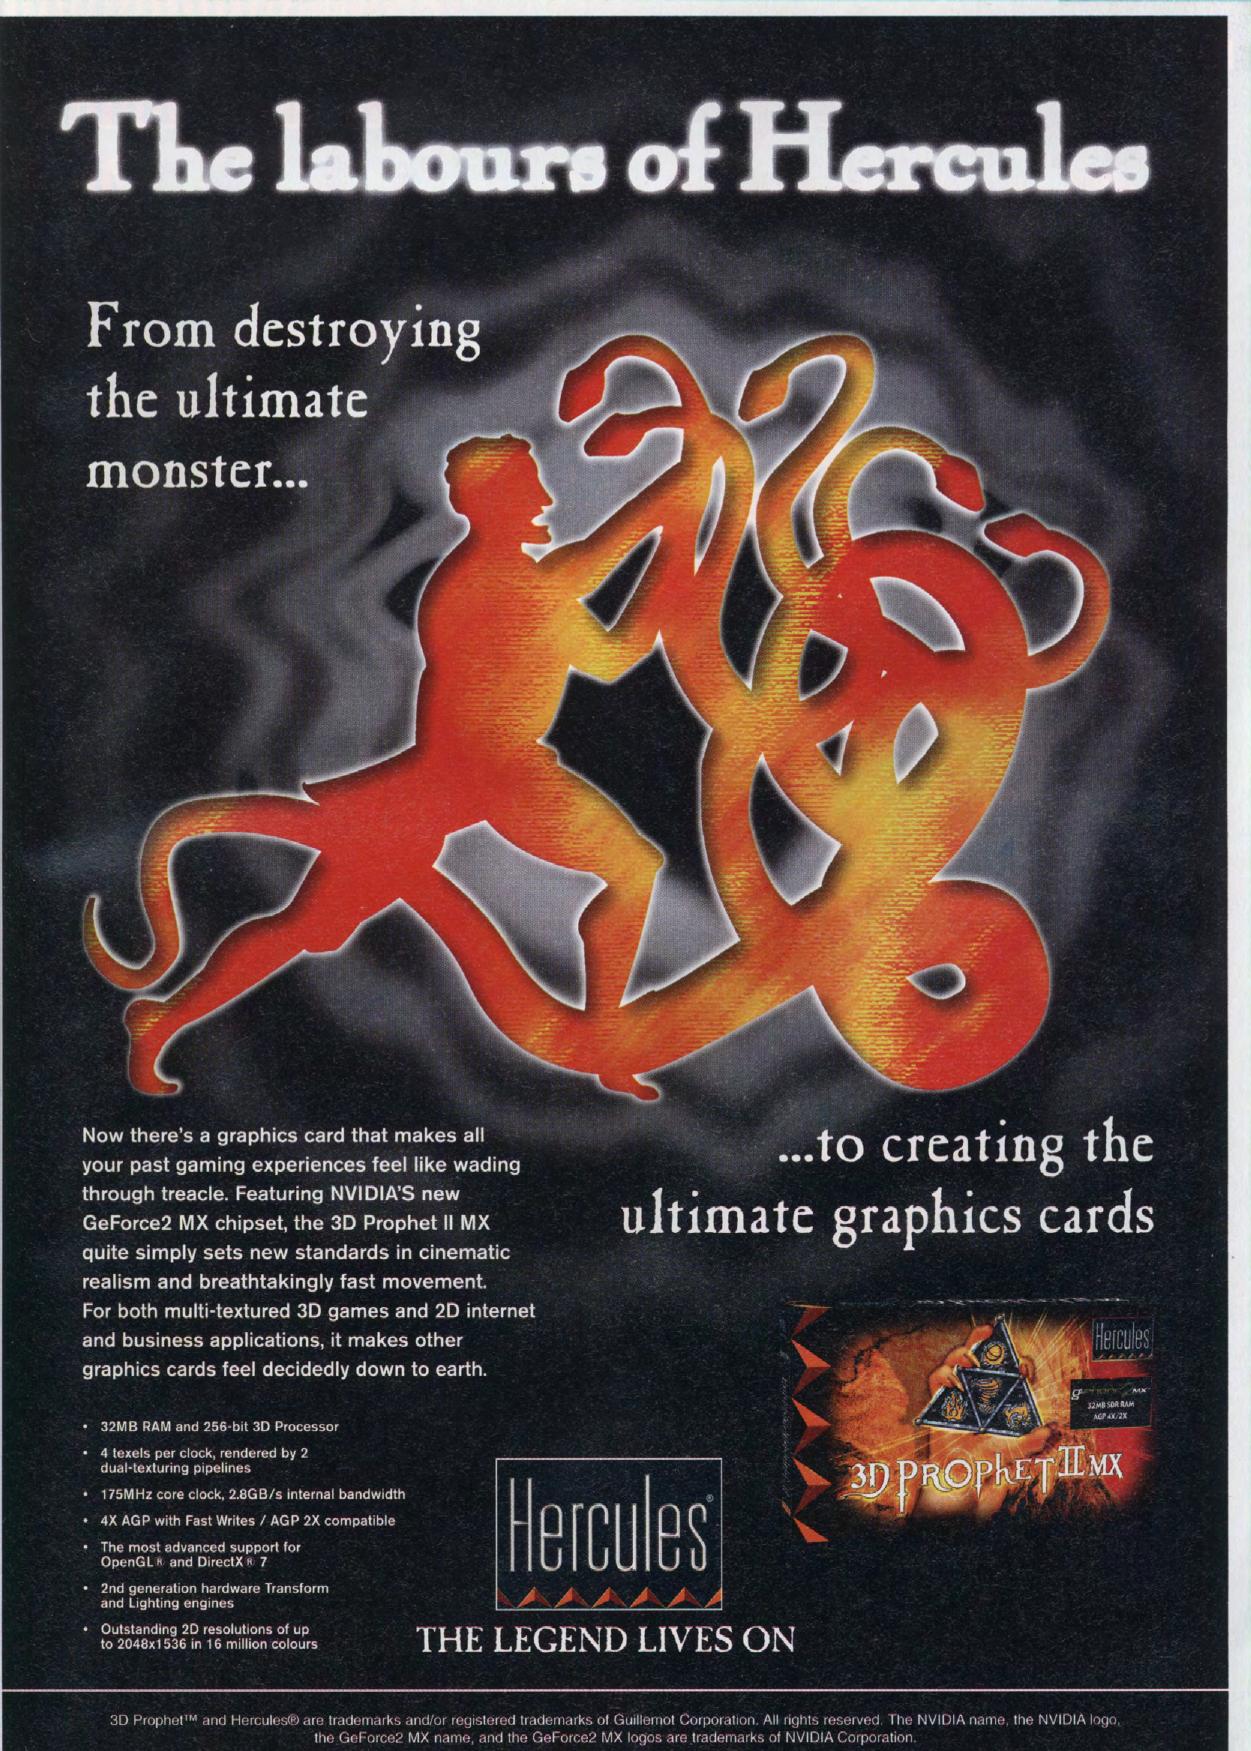 The labours of Hercules
From destroying
the ultimate
monster...
Now there's a graphics card that makes all
your past gaming experiences feel like wading
through treacle. Featuring NVIDIA'S new
GeForce2 MX chipset, the 3D Prophet II MX
quite simply sets new standards in cinematic
realism and breathtakingly fast movement.
For both multi-textured 3D games and 2D internet
and business applications, it makes other
graphics cards feel decidedly down to earth.
...to creating the
ultimate graphics cards
• 32MB RAM and 256-bit 3D Processor
• 4 texels per clock, rendered by 2
dual-texturing pipelines
• 175MHz core clock, 2.8GB/s internal bandwidth
• 4X AGP with Fast Writes / AGP 2X compatible
• The most advanced support for
OpenGL® and DirectX® 7
• 2nd generation hardware Transform
and Lighting engines
• Outstanding 2D resolutions of up
to 2048x1536 in 16 million colours
Hercules
MX
32MB SDR RAM
AGP 4X/2X
3D PROPhET II MX
Hercules®
THE LEGEND LIVES ON
3D Prophet™ and Hercules® are trademarks and/or registered trademarks of Guillemot Corporation. All rights reserved. The NVIDIA name, the NVIDIA logo,
the GeForce2 MX name, and the GeForce2 MX logos are trademarks of NVIDIA Corporation.